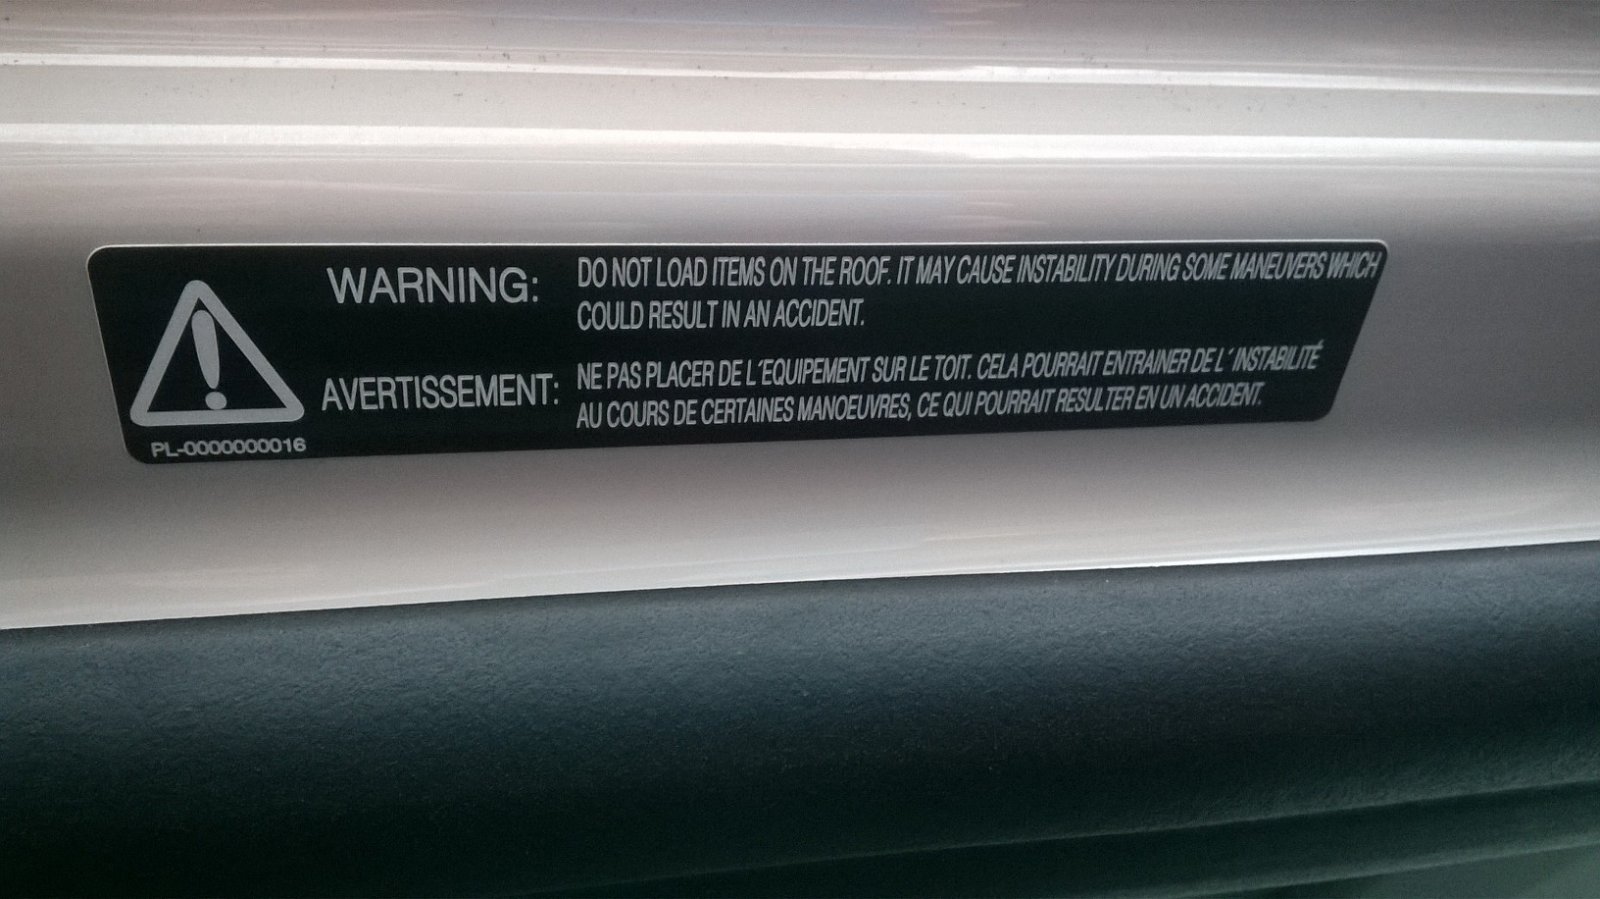 WARNING: DO NOT LOAD ITEMS ON THE ROOF. IT MAY CAUSE INSTABILITY DURING SOME MANEUVERS WHICH
COULD RESULT IN AN ACCIDENT.
AVERTISSEMENT: NE PAS PLACER DE L´EQUIPEMENT SUR LE TOIT. CELA POURRAIT ENTRAINER DE L´ INSTABILITÉ
AU COURS DE CERTAINES MANOEUVRES, CE QUI POURRAIT RESULTER EN UN ACCIDENT.
PL-0000000016